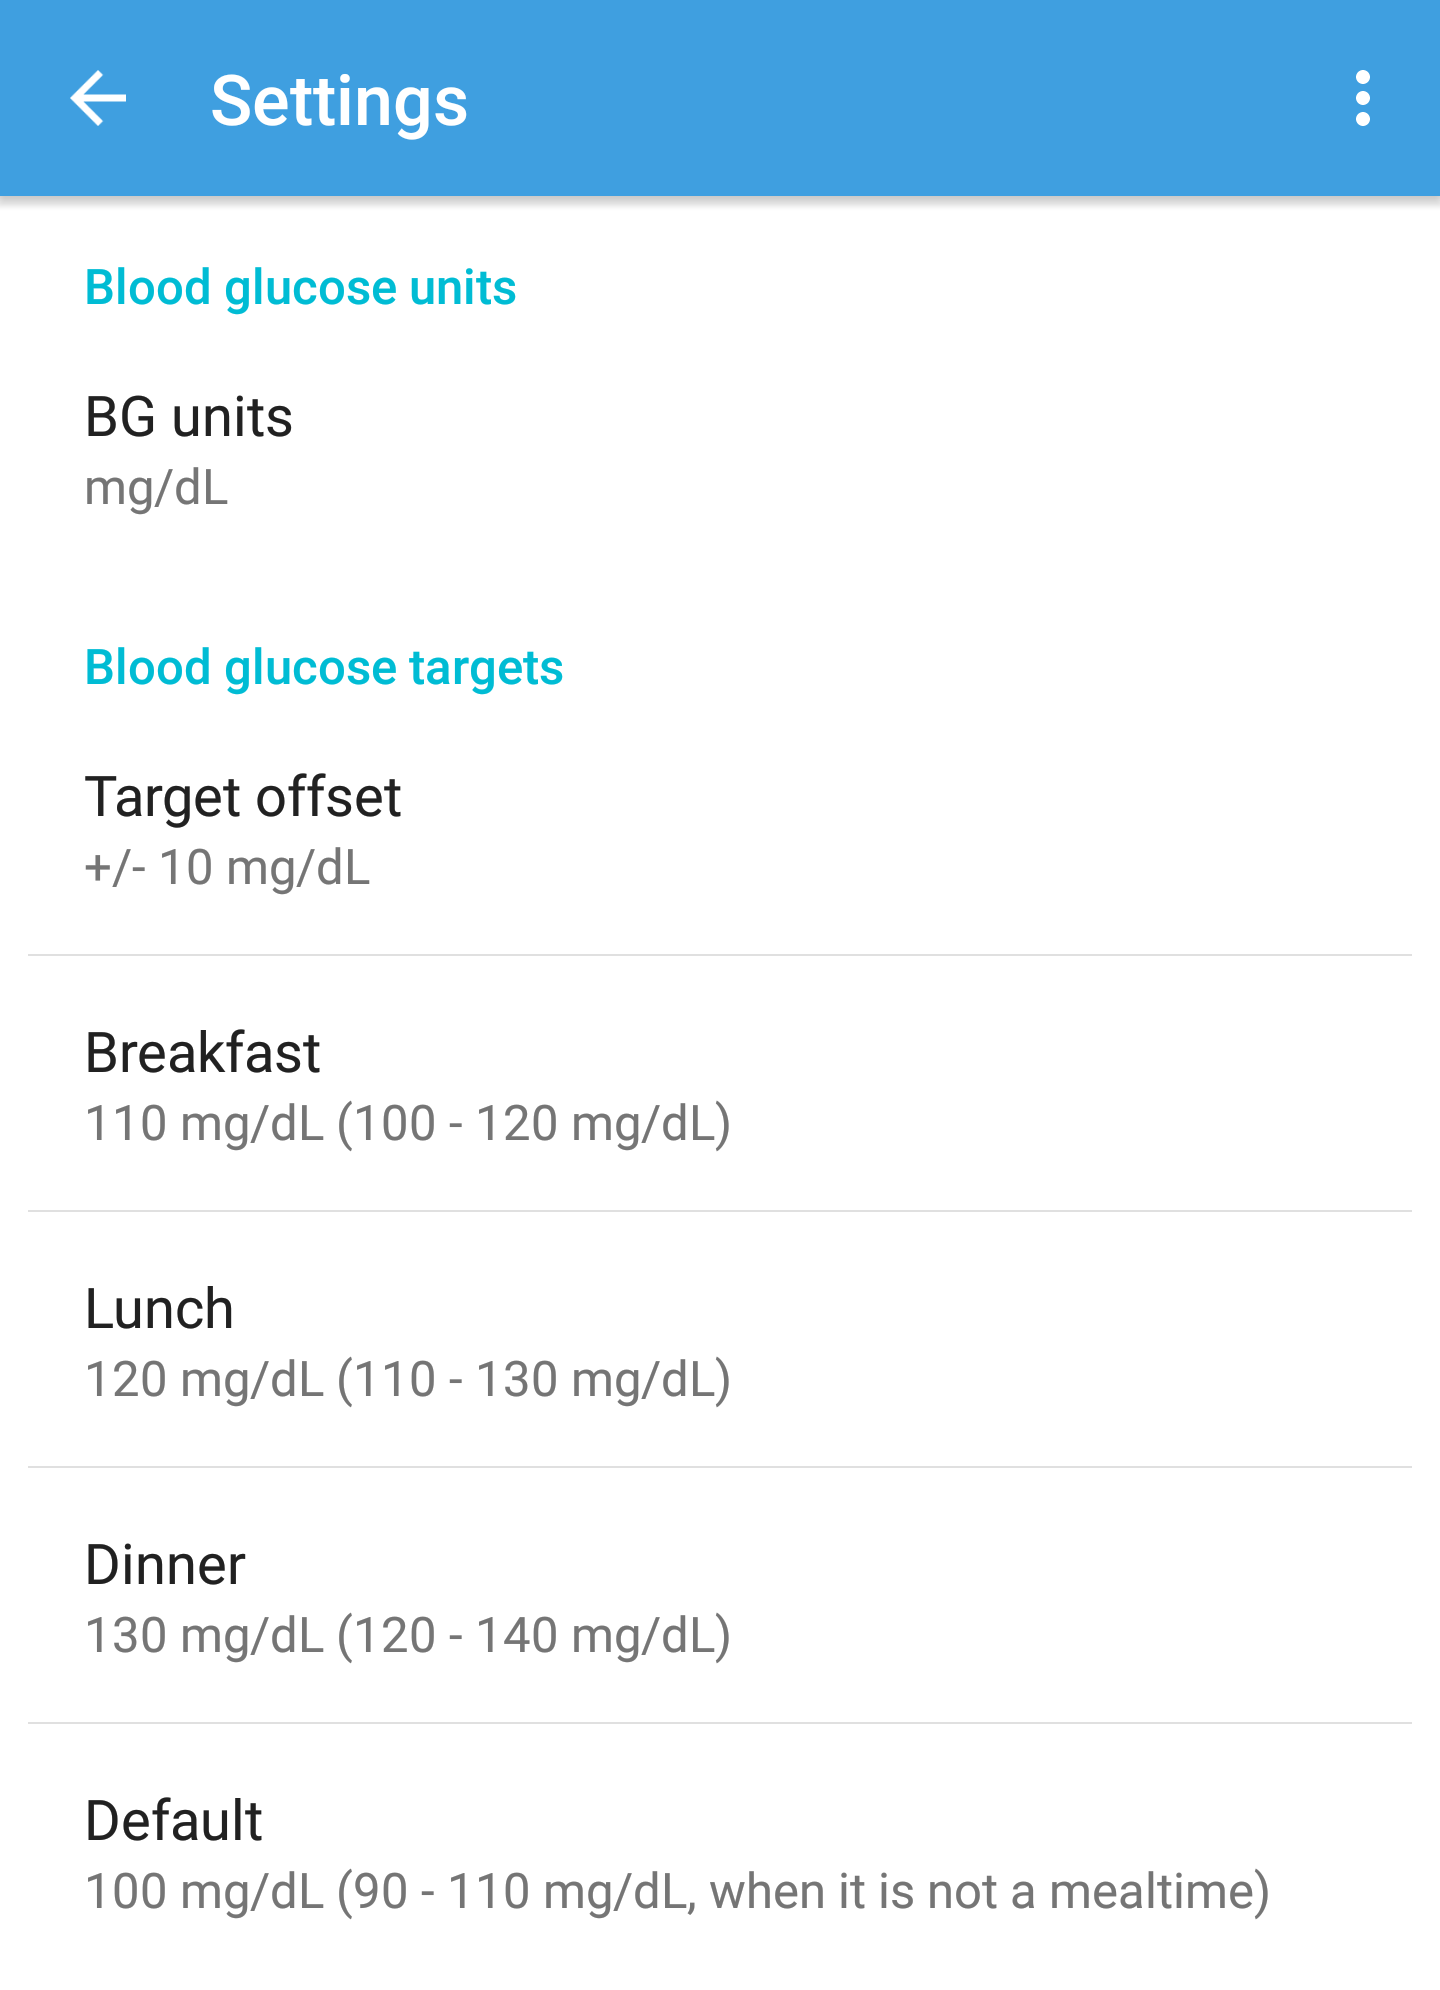 Settings
Blood glucose units
BG units
mg/dL
Blood glucose targets
Target offset
+/- 10 mg/dL
Breakfast
110 mg/dL (100 - 120 mg/dL)
Lunch
120 mg/dL (110 - 130 mg/dL)
Dinner
130 mg/dL (120 - 140 mg/dL)
Default
100 mg/dL (90 - 110 mg/dL, when it is not a mealtime)